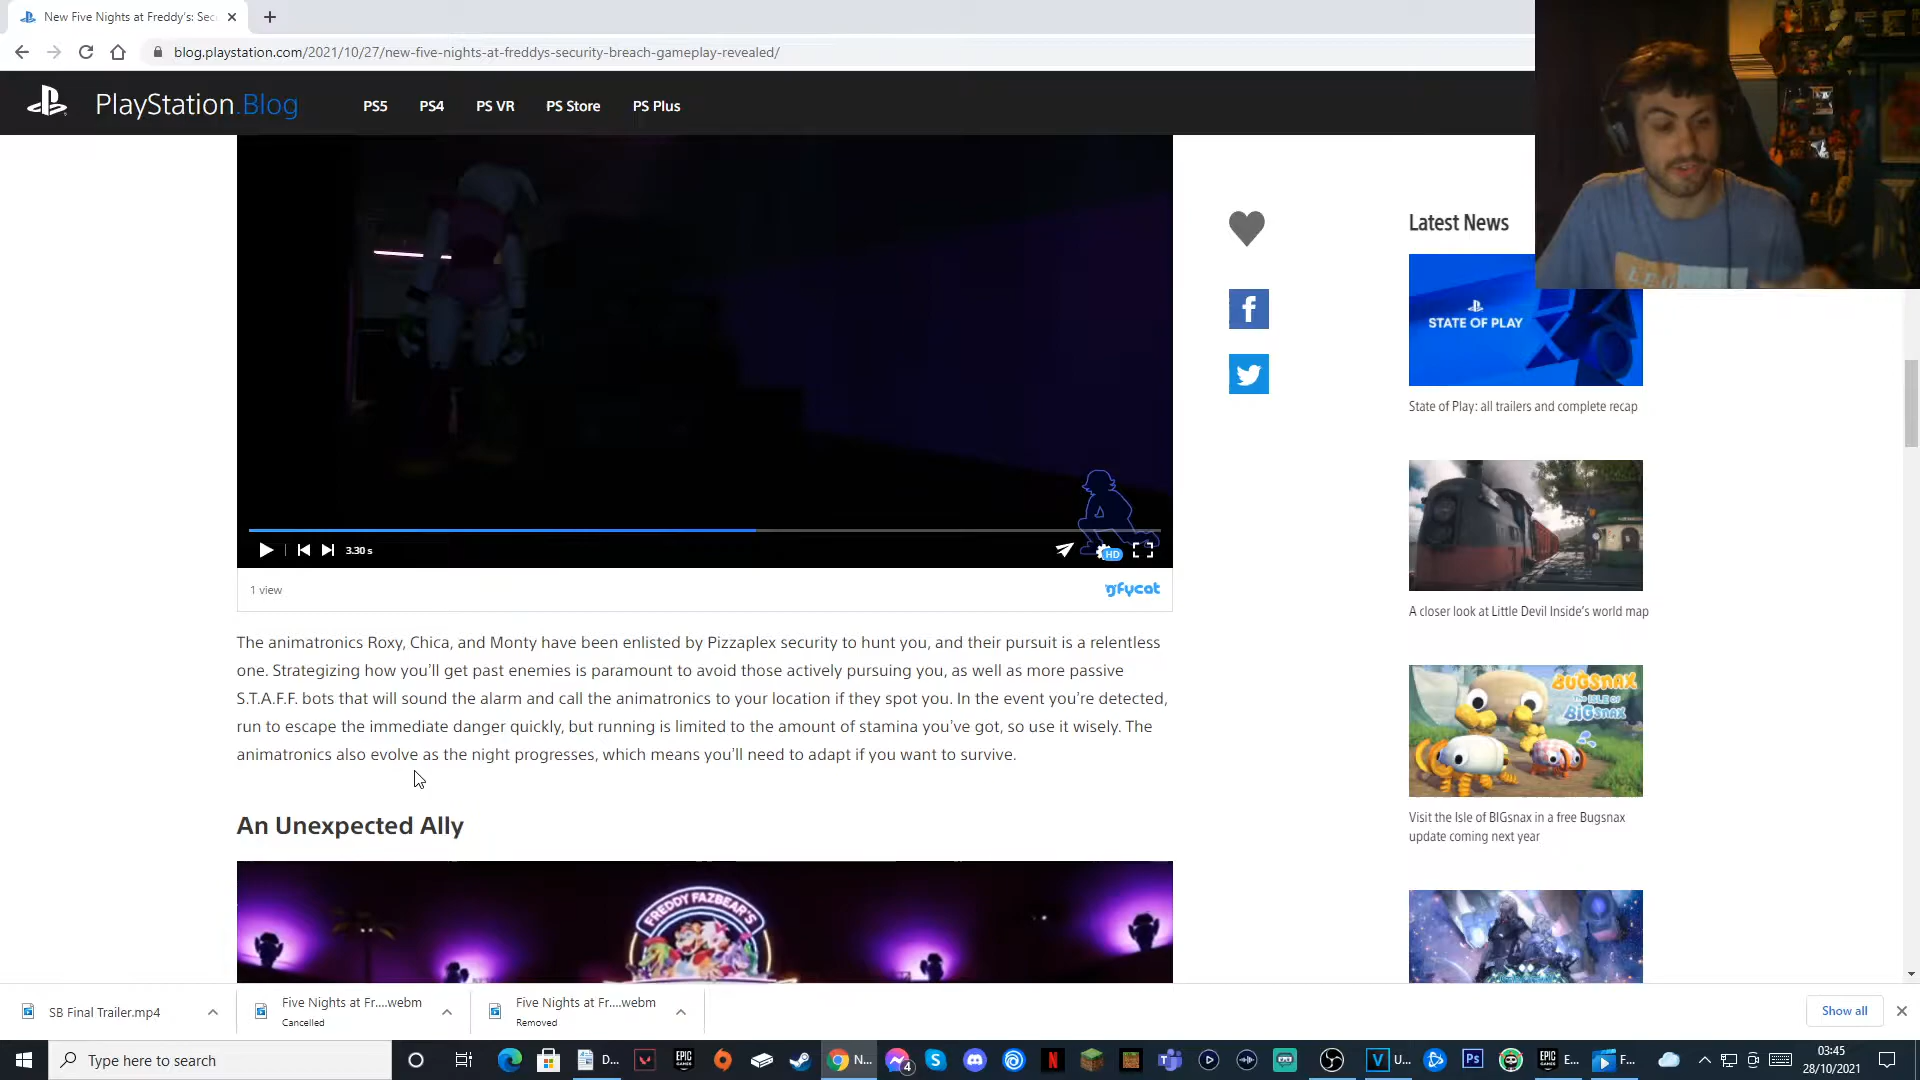 New Five Nights at Freddy's: Sec
blog.playstation.com/2021/10/27/new-five-nights-at-freddys-security-breach-gameplay-revealed/
PlayStation.Blog
PS5
PS4
PS VR
PS Store
PS Plus
3.30 s
HD
1 view
gfycat
The animatronics Roxy, Chica, and Monty have been enlisted by Pizzaplex security to hunt you, and their pursuit is a relentless
one. Strategizing how you'll get past enemies is paramount to avoid those actively pursuing you, as well as more passive
S.T.A.F.F. bots that will sound the alarm and call the animatronics to your location if they spot you. In the event you're detected,
run to escape the immediate danger quickly, but running is limited to the amount of stamina you've got, so use it wisely. The
animatronics also evolve as the night progresses, which means you'll need to adapt if you want to survive.
An Unexpected Ally
FREDDY FAZBEAR'S
Latest News
STATE OF PLAY
State of Play: all trailers and complete recap
A closer look at Little Devil Inside's world map
BUGSNAX
THE ISLE OF
BIGSNAX
Visit the Isle of BIGsnax in a free Bugsnax
update coming next year
SB Final Trailer.mp4
Five Nights at Fr....webm
Cancelled
Five Nights at Fr....webm
Removed
Show all
Type here to search
D...
EPIC
GAMES
N...
4
U...
Ps
E...
F...
03:45
28/10/2021